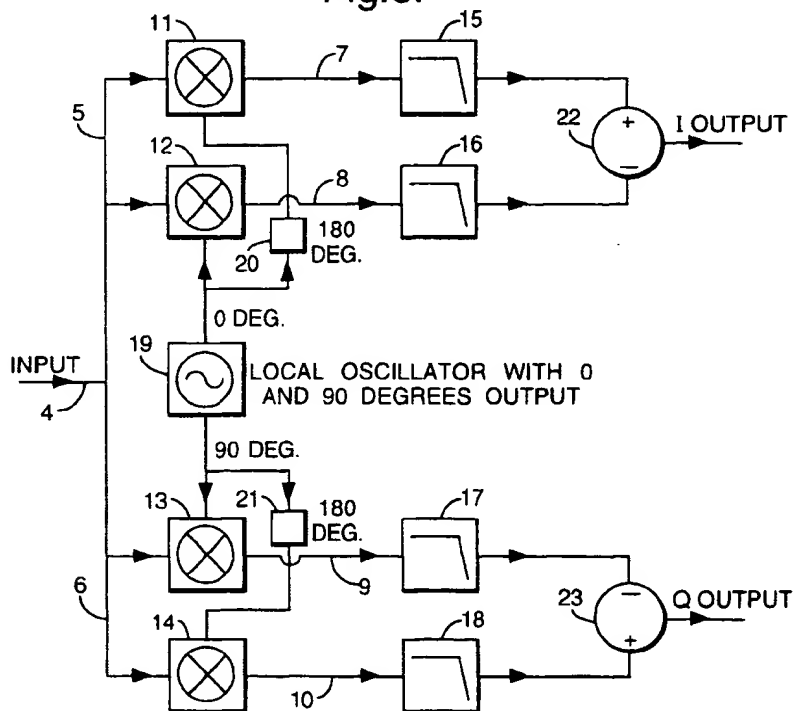 11
15
7
5
22
+
−
I OUTPUT
12
16
8
180
DEG.
20
0 DEG.
19
INPUT
4
LOCAL OSCILLATOR WITH 0
AND 90 DEGREES OUTPUT
90 DEG.
13
21
180
DEG.
17
9
6
23
−
+
Q OUTPUT
14
18
10